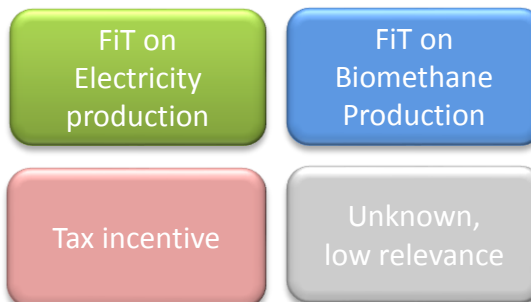 FiT on
Electricity
production
FiT on
Biomethane
Production
Tax incentive
Unknown,
low relevance